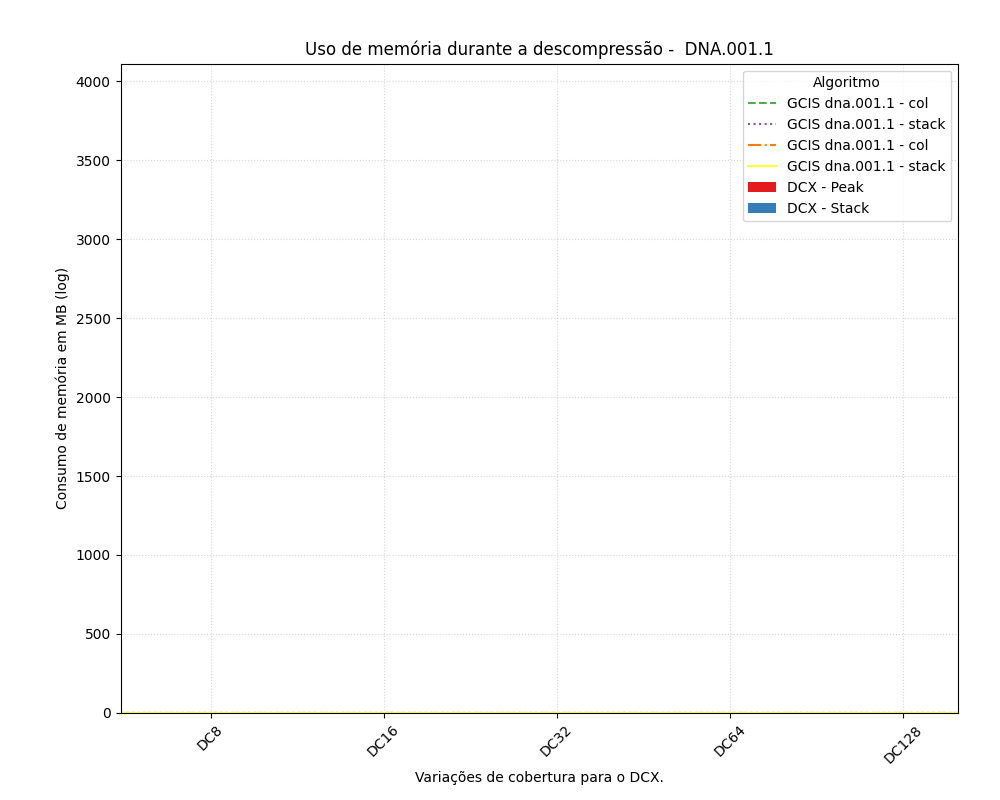 Uso de memória durante a descompressão -  DNA.001.1
4000
3500
3000
2500
2000
1500
1000
500
0
Consumo de memória em MB (log)
Algoritmo
GCIS dna.001.1 - col
GCIS dna.001.1 - stack
GCIS dna.001.1 - col
GCIS dna.001.1 - stack
DCX - Peak
DCX - Stack
DC8
DC16
DC32
DC64
DC128
Variações de cobertura para o DCX.